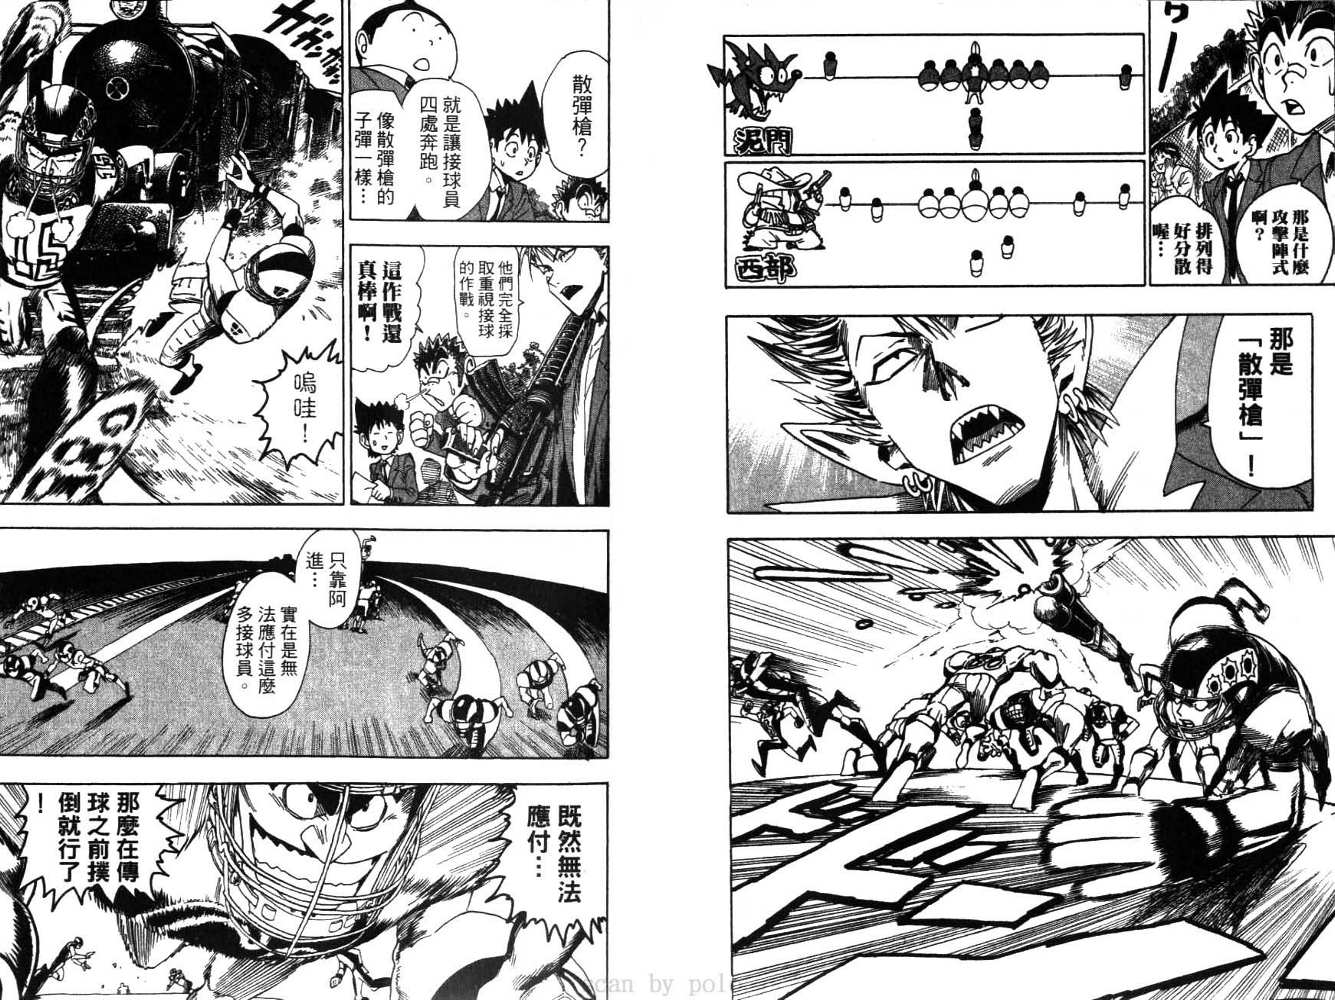 那是什麼
攻擊陣式
啊？
排列得
好分散
喔…
泥門
西部
那是
「散彈槍」！
散彈槍？
就是讓接球員
四處奔跑。
像散彈槍的
子彈一樣…
他們完全採
取重視接球
的作戰。
這作戰還
真棒啊！
嗚哇！
只靠阿
進…
實在是無
法應付這麼
多接球員。
既然無法
應付…
那麼在傳
球之前撲
倒就行了
！
scan by pol